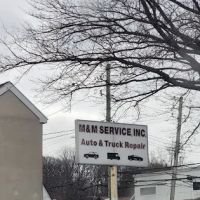 M&M SERVICE, INC.
Auto & Truck Repair